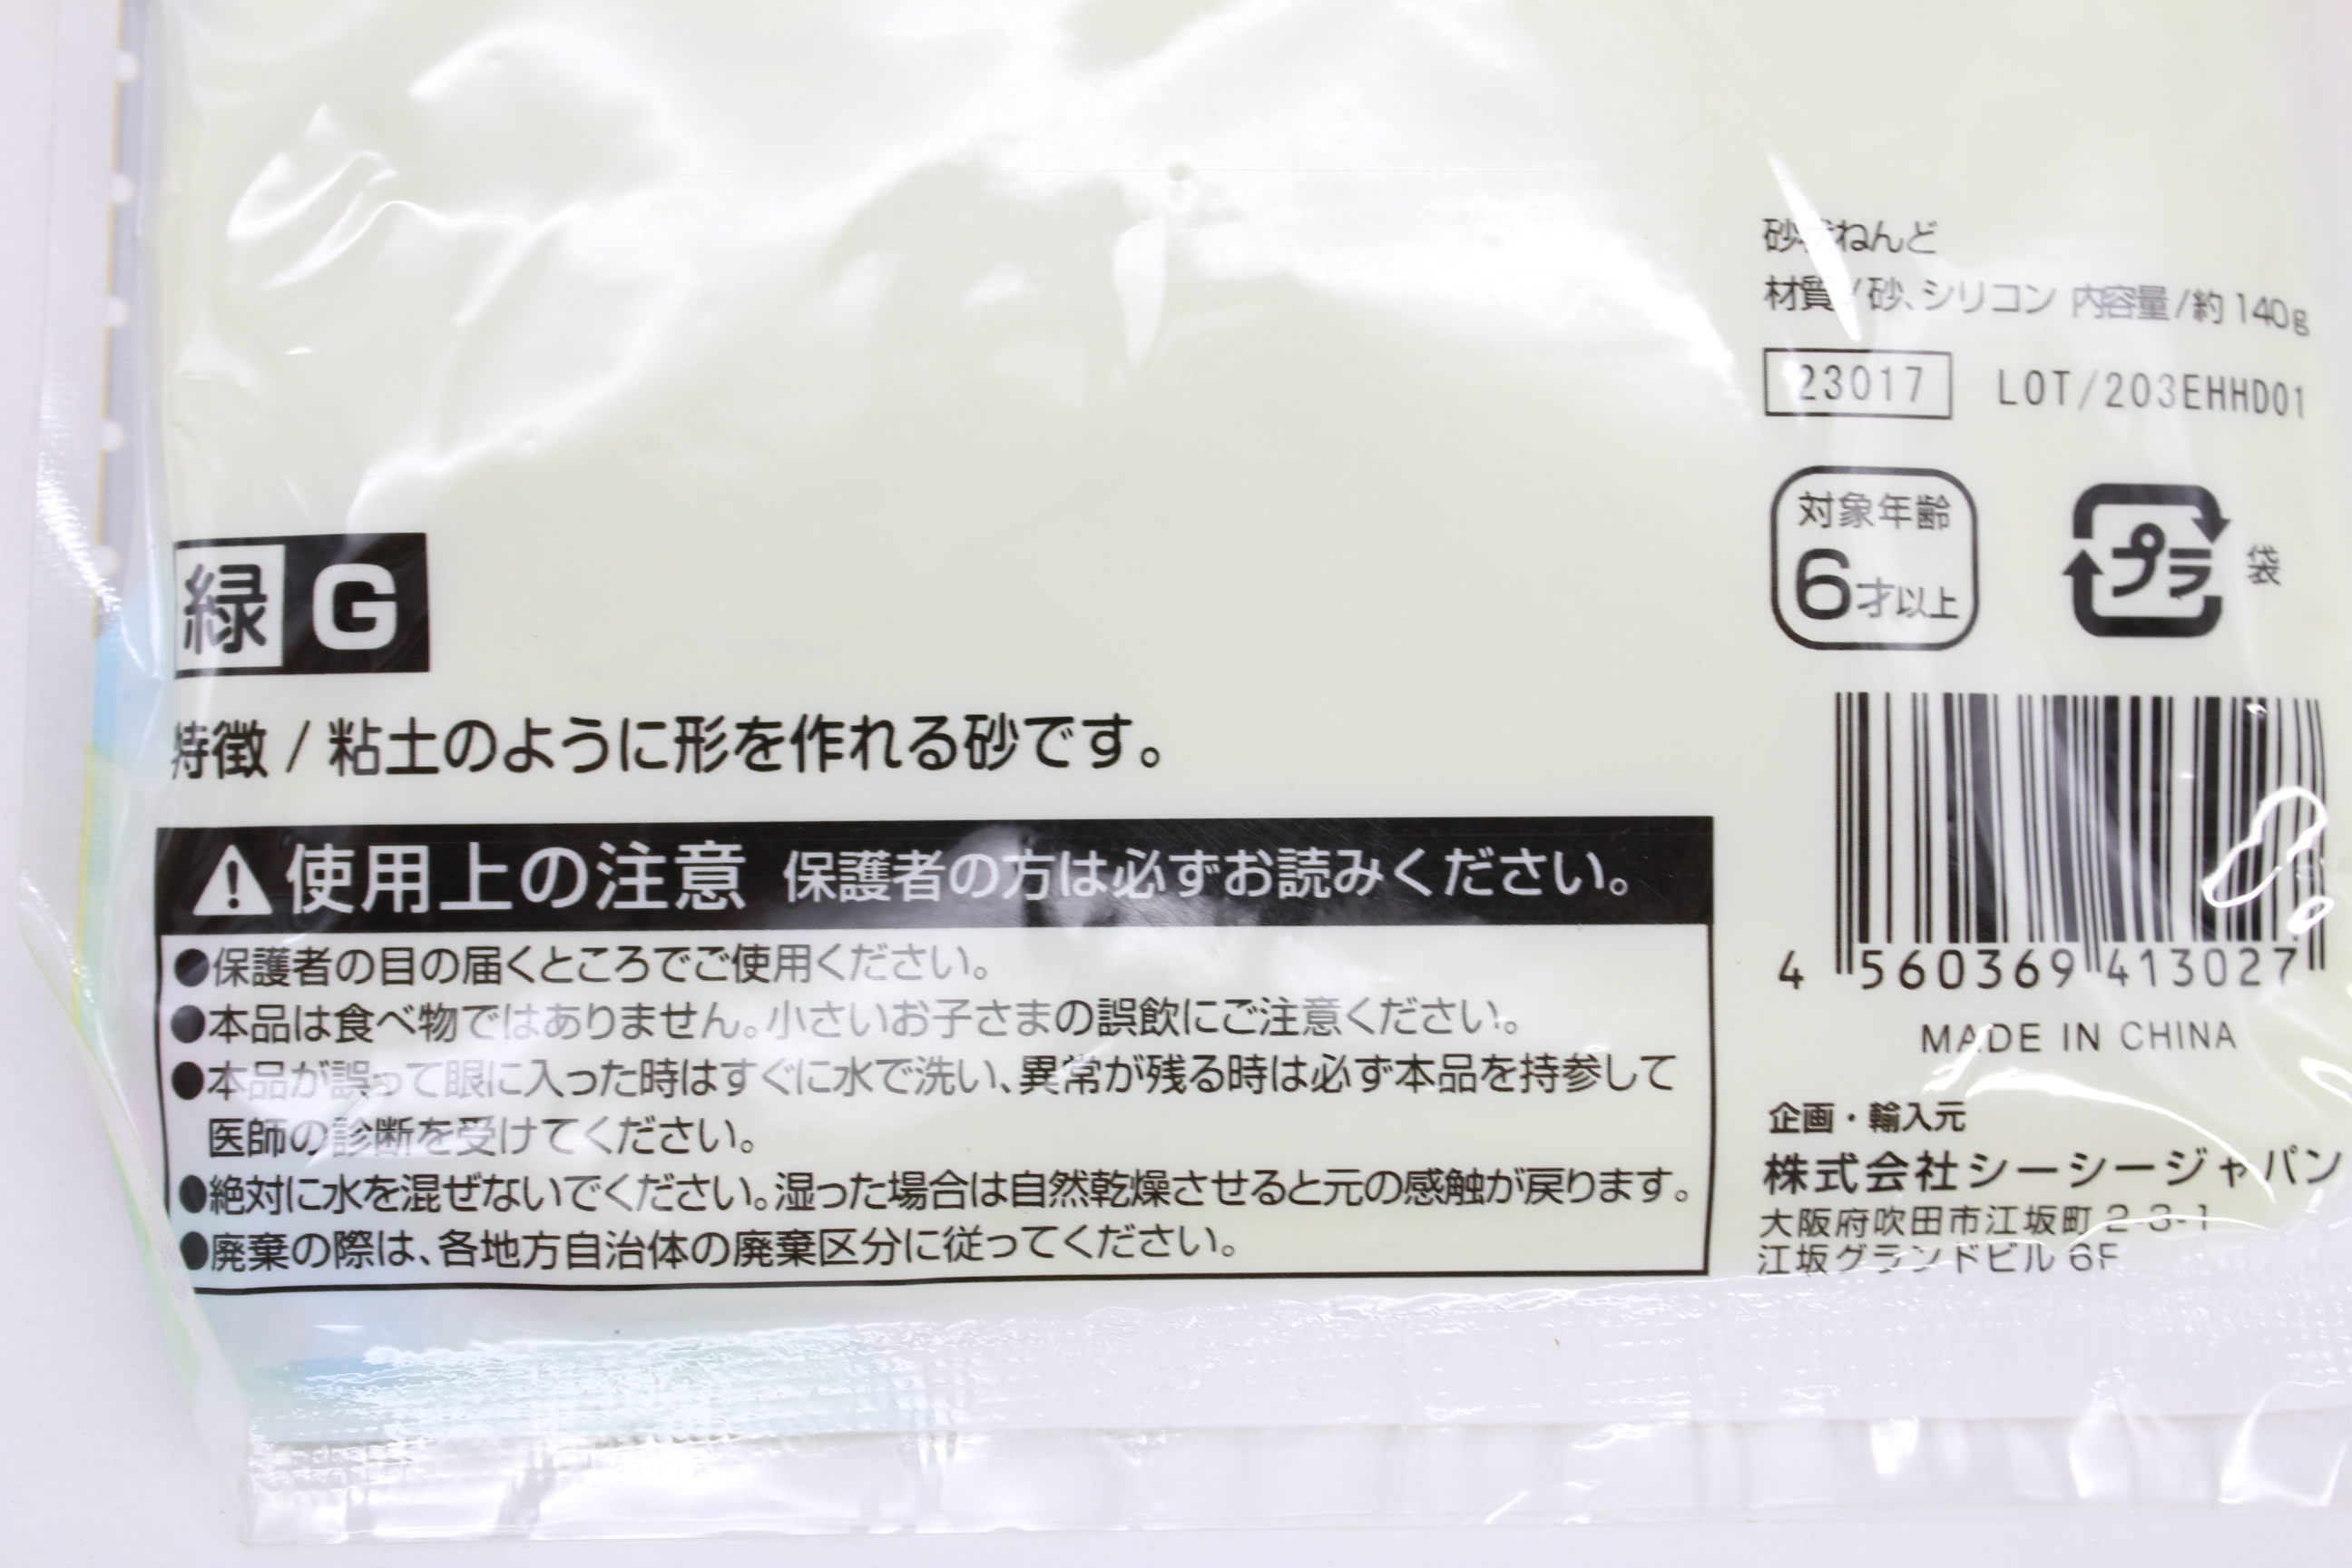 緑 G
特徴 / 粘土のように形を作れる砂です。
使用上の注意 保護者の方は必ずお読みください。
●保護者の目の届くところでご使用ください。
●本品は食べ物ではありません。小さいお子さまの誤飲にご注意ください。
●本品が誤って眼に入った時はすぐに水で洗い、異常が残る時は必ず本品を持参して
医師の診断を受けてください。
●絶対に水を混ぜないでください。湿った場合は自然乾燥させると元の感触が戻ります。
●廃棄の際は、各地方自治体の廃棄区分に従ってください。
砂状ねんど
材質/砂、シリコン 内容量/約140g
23017 LOT/203EHHD01
対象年齢
6才以上
プラ 袋
4 560369 413027
MADE IN CHINA
企画・輸入元
株式会社シーシージャパン
大阪府吹田市江坂町 2-3-1
江坂グランドビル 6F